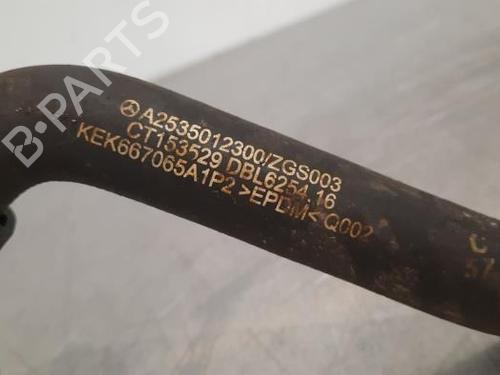 A2535012300/ZGS003
CT153529 DBL6254.16
KEK667065A1P2 >EPDM< Q002
B-PARTS